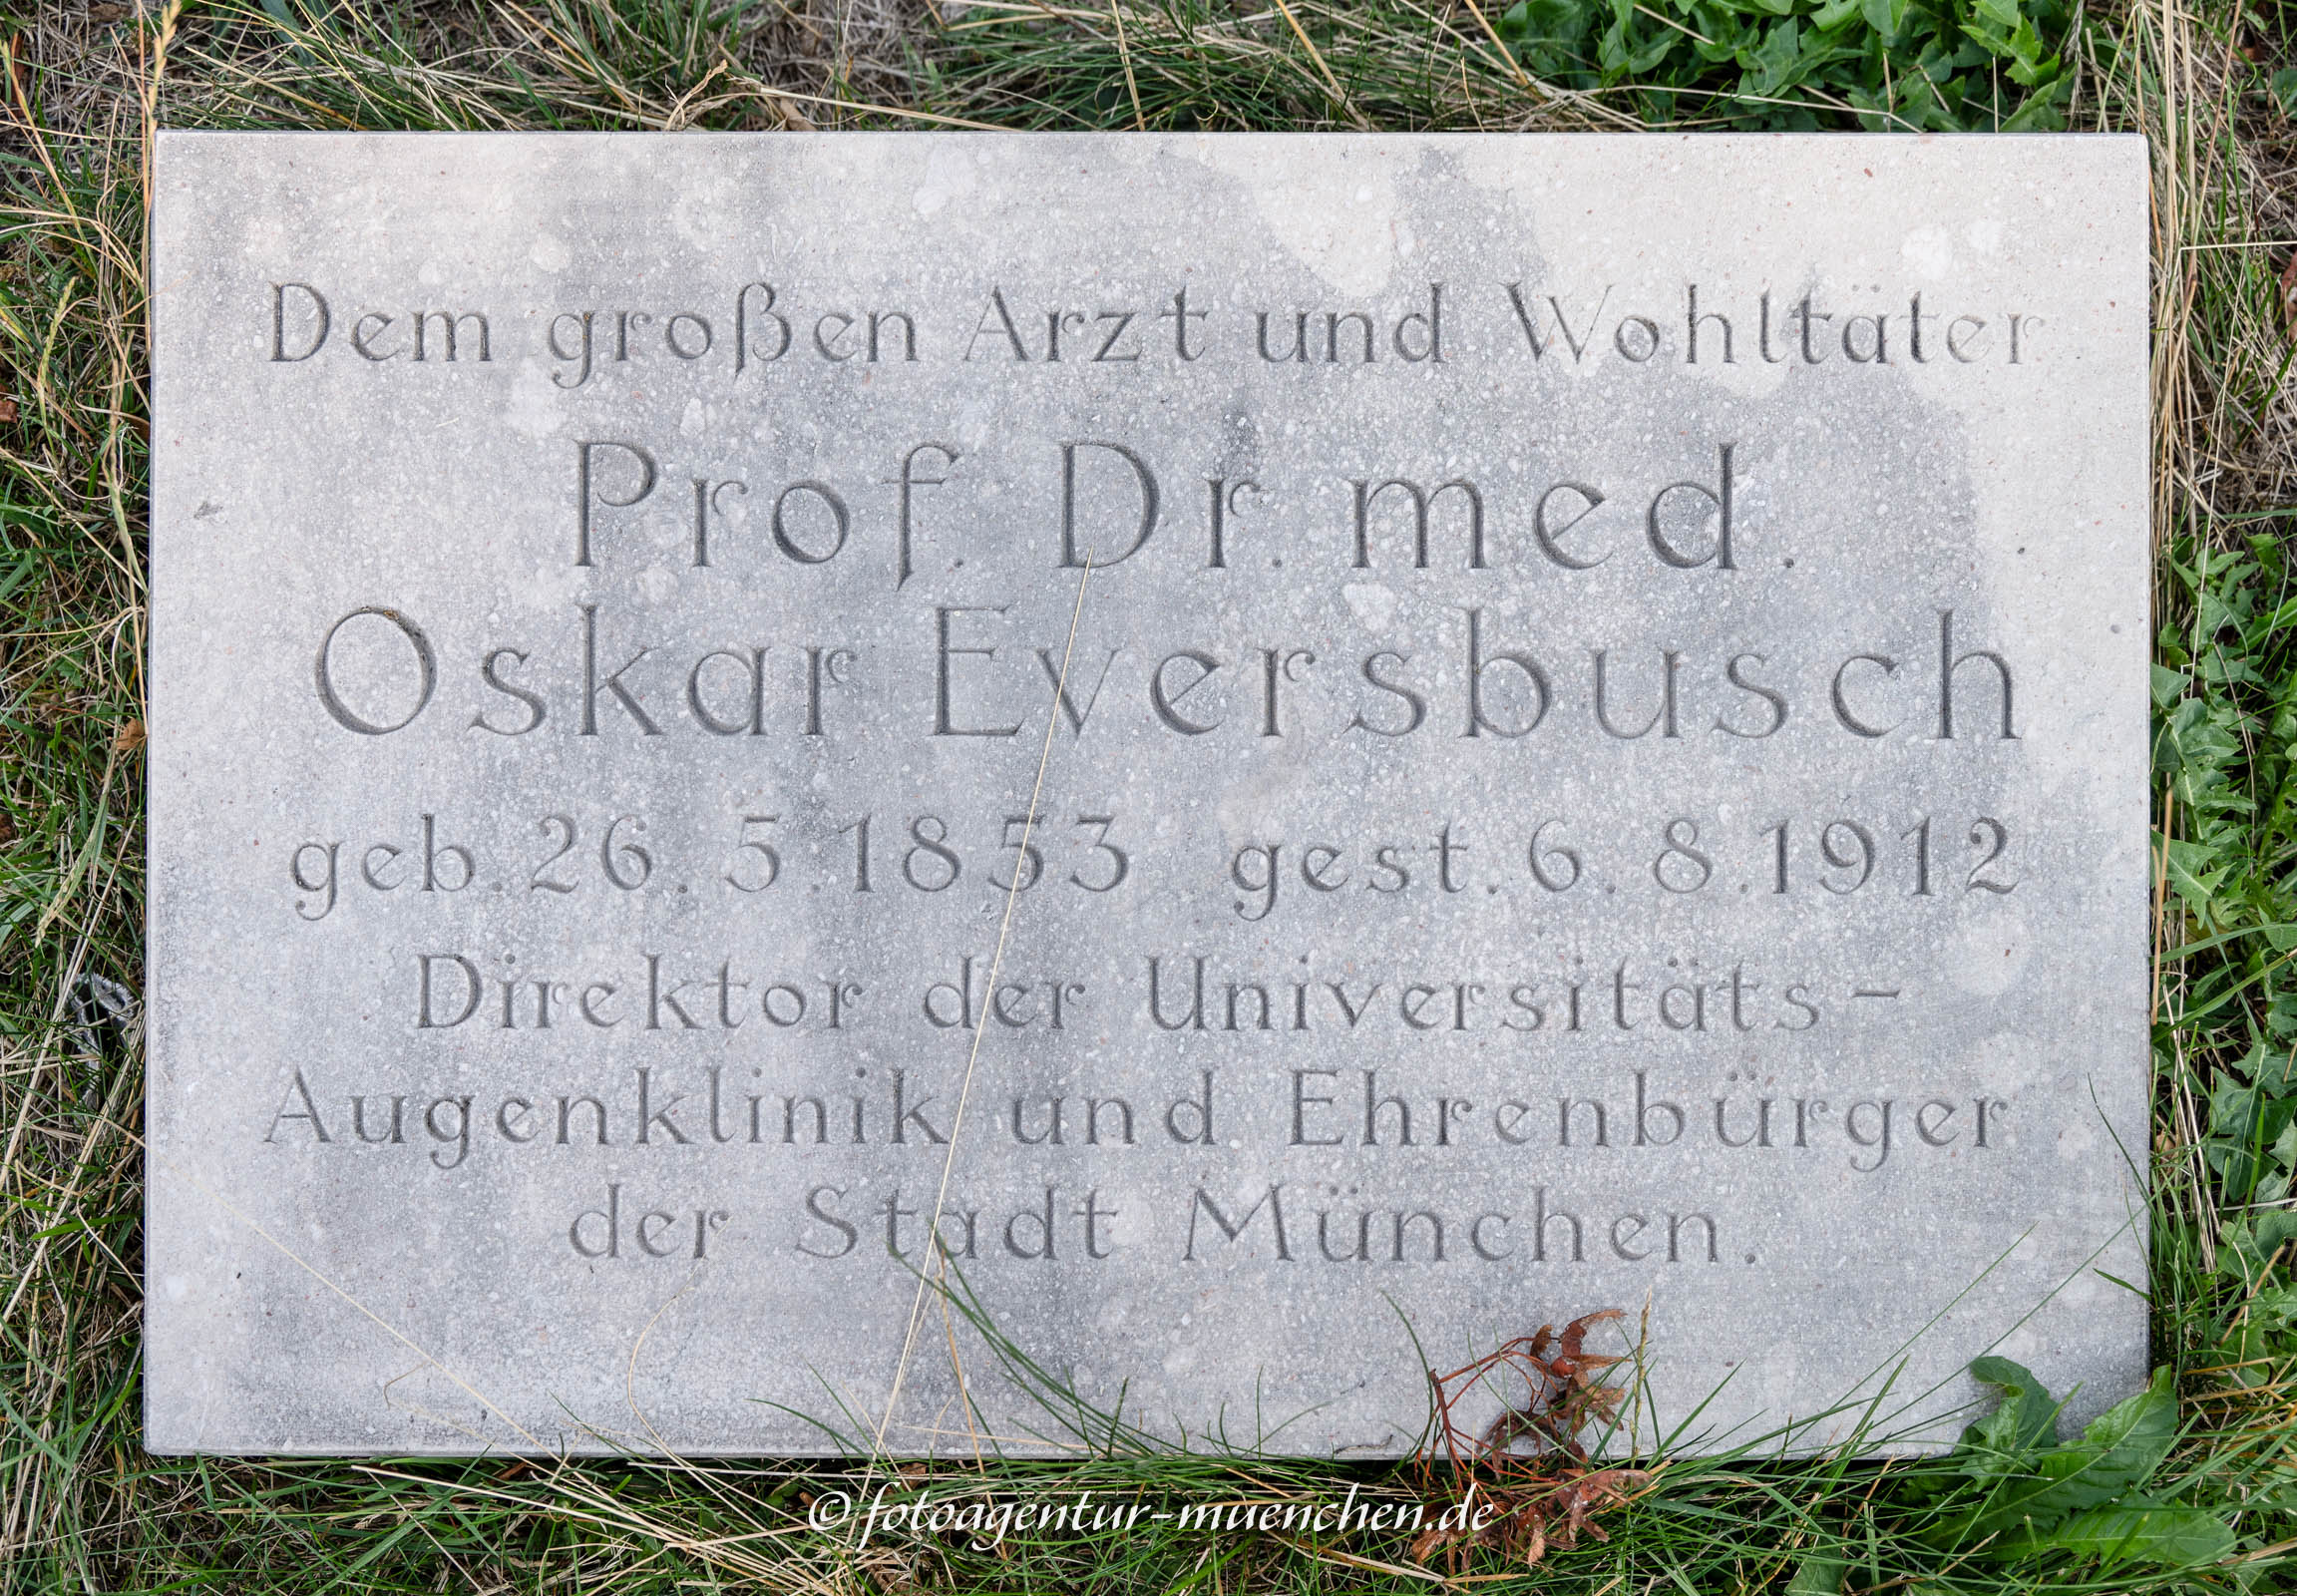 Dem großen Arzt und Wohltäter
Prof. Dr. med.
Oskar Eversbusch
geb. 26. 5. 1853 gest. 6. 8. 1912
Direktor der Universitäts-
Augenklinik und Ehrenbürger
der Stadt München.
© fotoagentur-muenchen.de